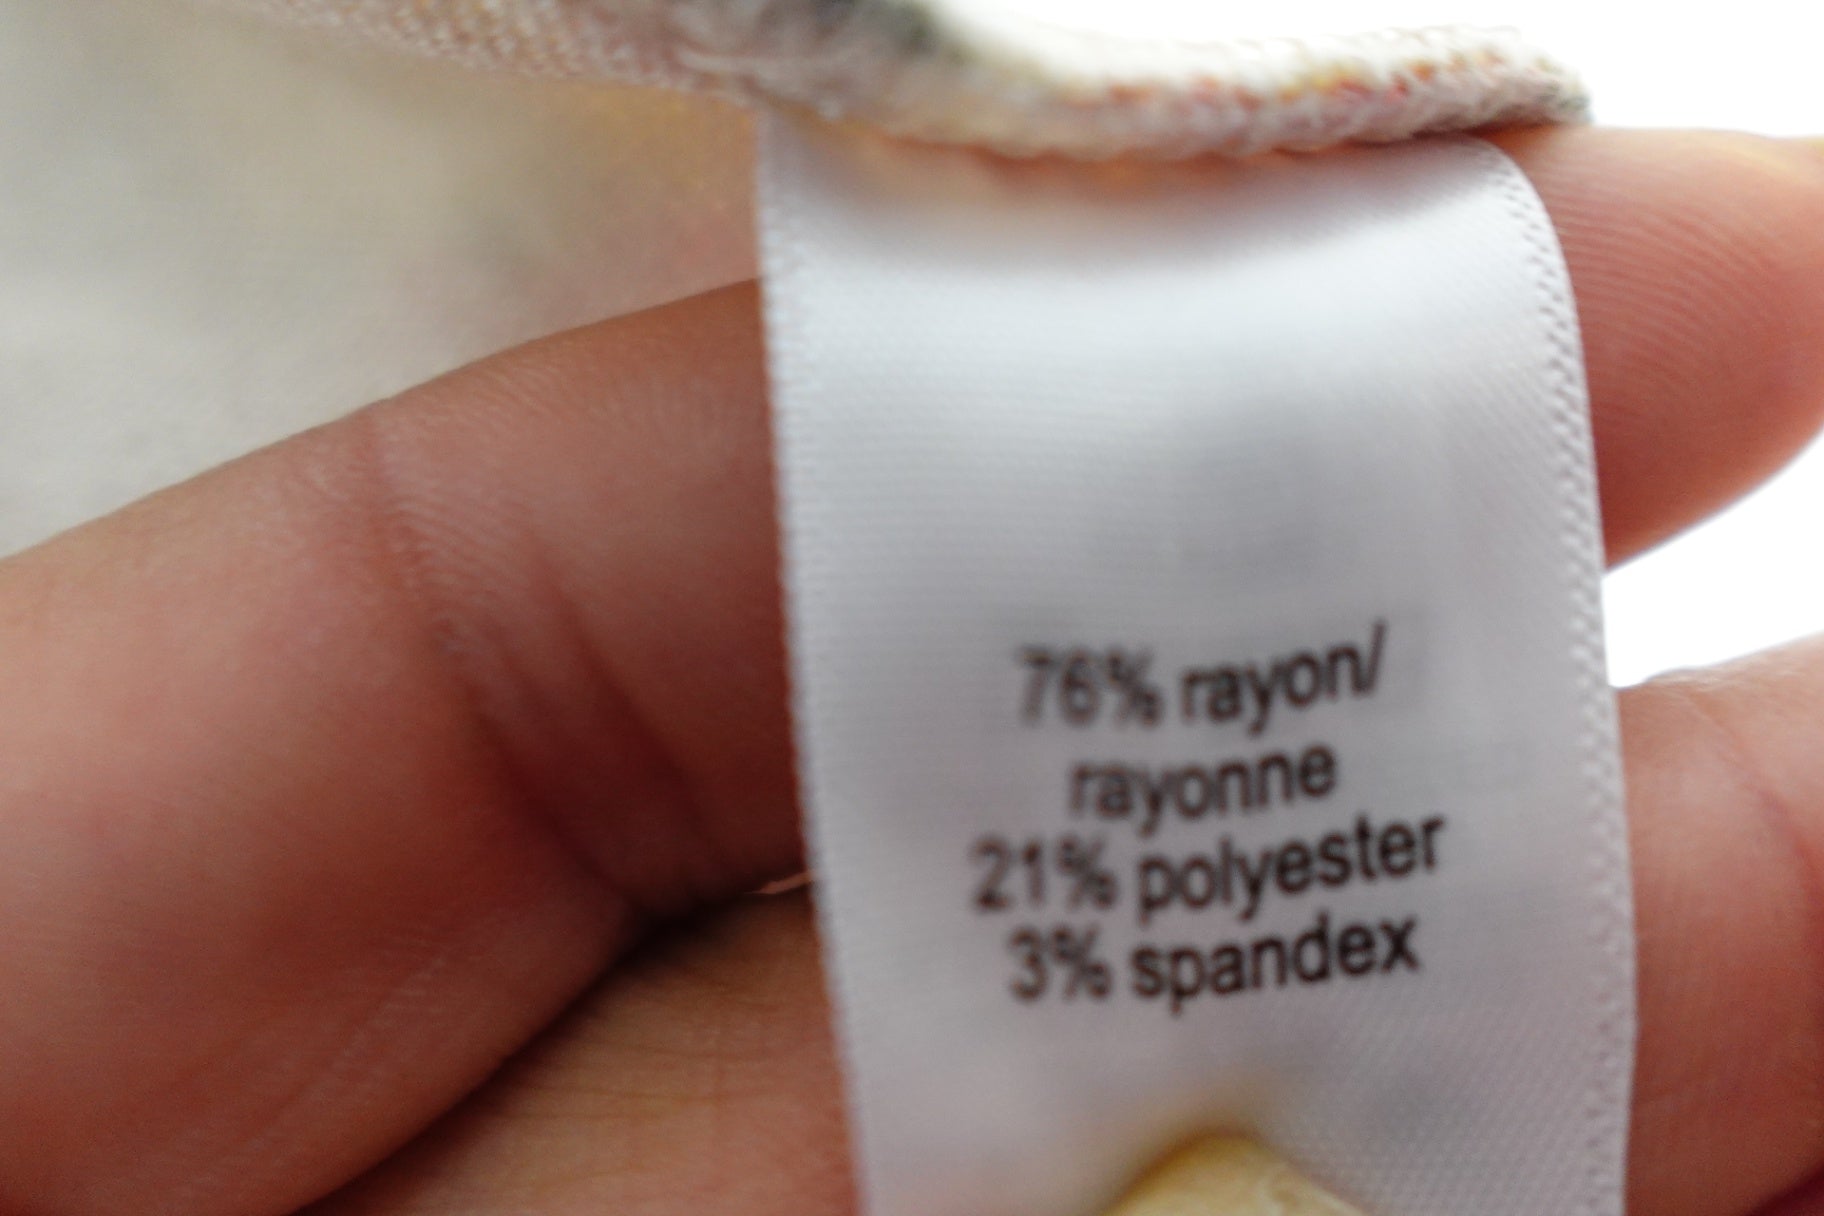 76% rayon/
rayonne
21% polyester
3% spandex